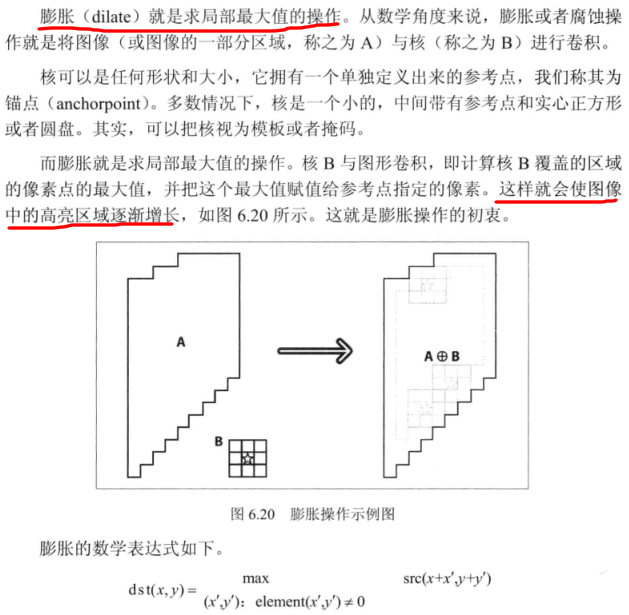 膨胀（dilate）就是求局部最大值的操作。从数学角度来说，膨胀或者腐蚀操
作就是将图像（或图像的一部分区域，称之为 A）与核（称之为 B）进行卷积。
核可以是任何形状和大小，它拥有一个单独定义出来的参考点，我们称其为
锚点（anchorpoint）。多数情况下，核是一个小的，中间带有参考点和实心正方形
或者圆盘。其实，可以把核视为模板或者掩码。
而膨胀就是求局部最大值的操作。核 B 与图形卷积，即计算核 B 覆盖的区域
的像素点的最大值，并把这个最大值赋值给参考点指定的像素。这样就会使图像
中的高亮区域逐渐增长，如图 6.20 所示。这就是膨胀操作的初衷。
A
A⊕B
B
图 6.20 膨胀操作示例图
膨胀的数学表达式如下。
dst(x, y) = max src(x+x′,y+y′)
(x′,y′)：element(x′,y′) ≠ 0